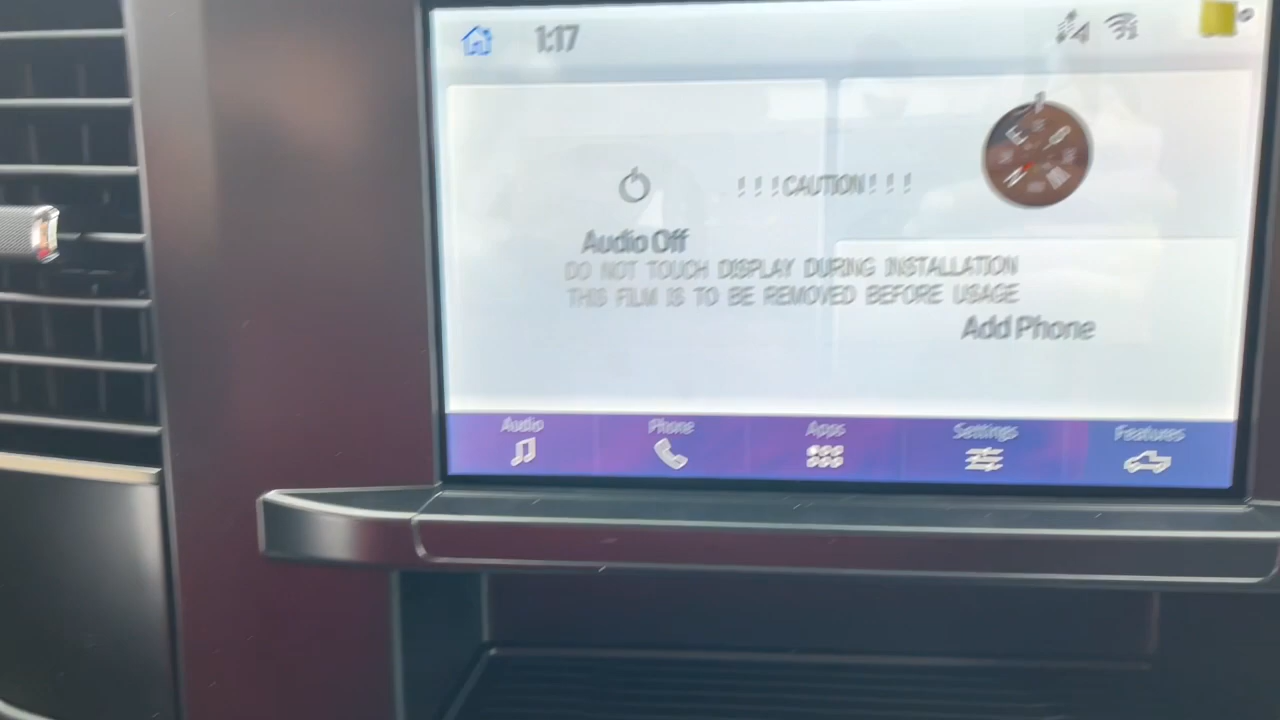 1:17
! ! ! CAUTION ! ! !
Audio Off
DO NOT TOUCH DISPLAY DURING INSTALLATION
THIS FILM IS TO BE REMOVED BEFORE USAGE
Add Phone
Audio
Phone
Apps
Settings
Features